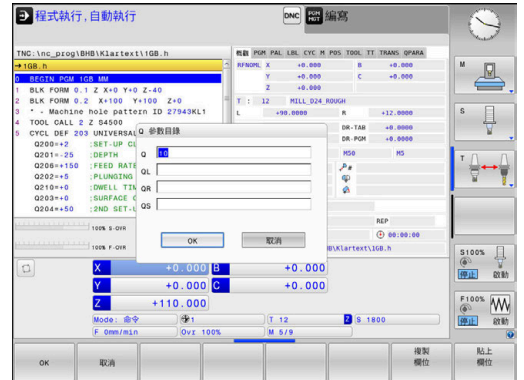 程式執行,自動執行
DNC
PGM MGT
編寫
TNC:\nc_prog\BHB\Klartext\1GB.h
→1GB.h
0 BEGIN PGM 1GB MM
1 BLK FORM 0.1 Z X+0 Y+0 Z-40
2 BLK FORM 0.2 X+100 Y+100 Z+0
3 * - Machine hole pattern ID 27943KL1
4 TOOL CALL 2 Z S4500
5 CYCL DEF 203 UNIVERSAL
Q200=+2 ;SET-UP CL
Q201=-25 ;DEPTH
Q206=+150 ;FEED RATE
Q202=+5 ;PLUNGING
Q210=+0 ;DWELL TIM
Q203=+0 ;SURFACE C
Q204=+50 ;2ND SET-U
100% S-OVR
100% F-OVR
概觀 PGM PAL LBL CYC M POS TOOL TT TRANS QPARA
RFNOML X +0.000 B +0.000
Y +0.000 C +0.000
Z +0.000
T : 12 MILL_D24_ROUGH
L +90.0000 R +12.0000
DR-TAB +0.0000
DR-PGM +0.0000
M50 M5
REP
00:00:00
B\Klartext\1GB.h
Q 參數目錄
Q 10
QL
QR
QS
OK 取消
X +0.000 B +0.000
Y +0.000 C +0.000
Z +110.000
Mode: 命令 1 T 12 Z S 1800
F 0mm/min Ovr 100% M 5/9
M
S
T
S100%
停止 啟動
F100%
停止 啟動
OK
取消
複製
欄位
貼上
欄位